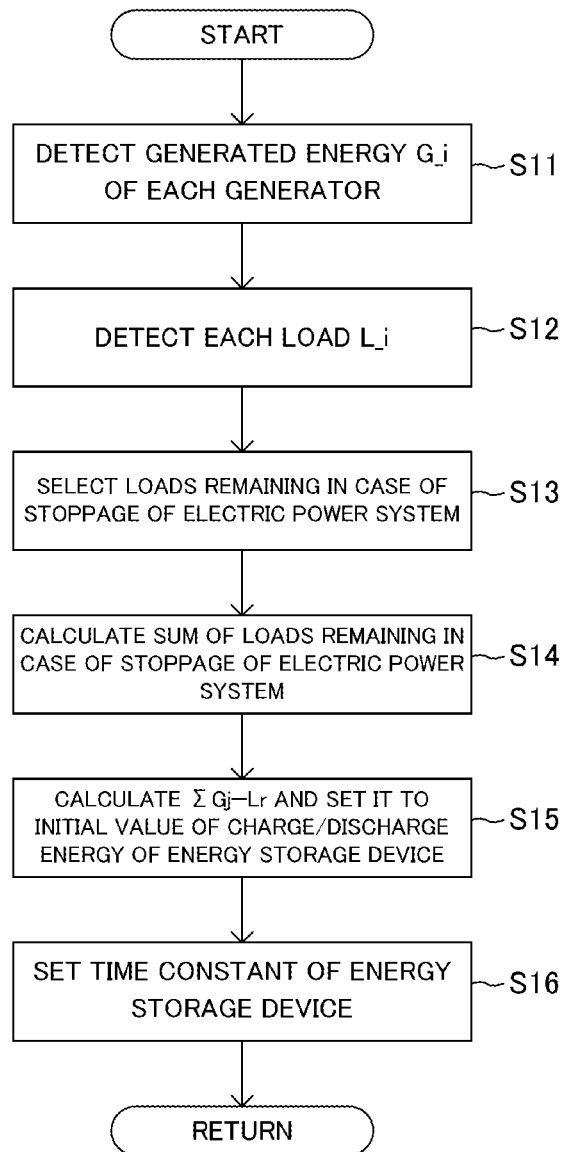 START
DETECT GENERATED ENERGY G_i
OF EACH GENERATOR
S11
DETECT EACH LOAD L_i
S12
SELECT LOADS REMAINING IN CASE OF
STOPPAGE OF ELECTRIC POWER SYSTEM
S13
CALCULATE SUM OF LOADS REMAINING IN
CASE OF STOPPAGE OF ELECTRIC POWER
SYSTEM
S14
CALCULATE Σ Gj−Lr AND SET IT TO
INITIAL VALUE OF CHARGE/DISCHARGE
ENERGY OF ENERGY STORAGE DEVICE
S15
SET TIME CONSTANT OF ENERGY
STORAGE DEVICE
S16
RETURN